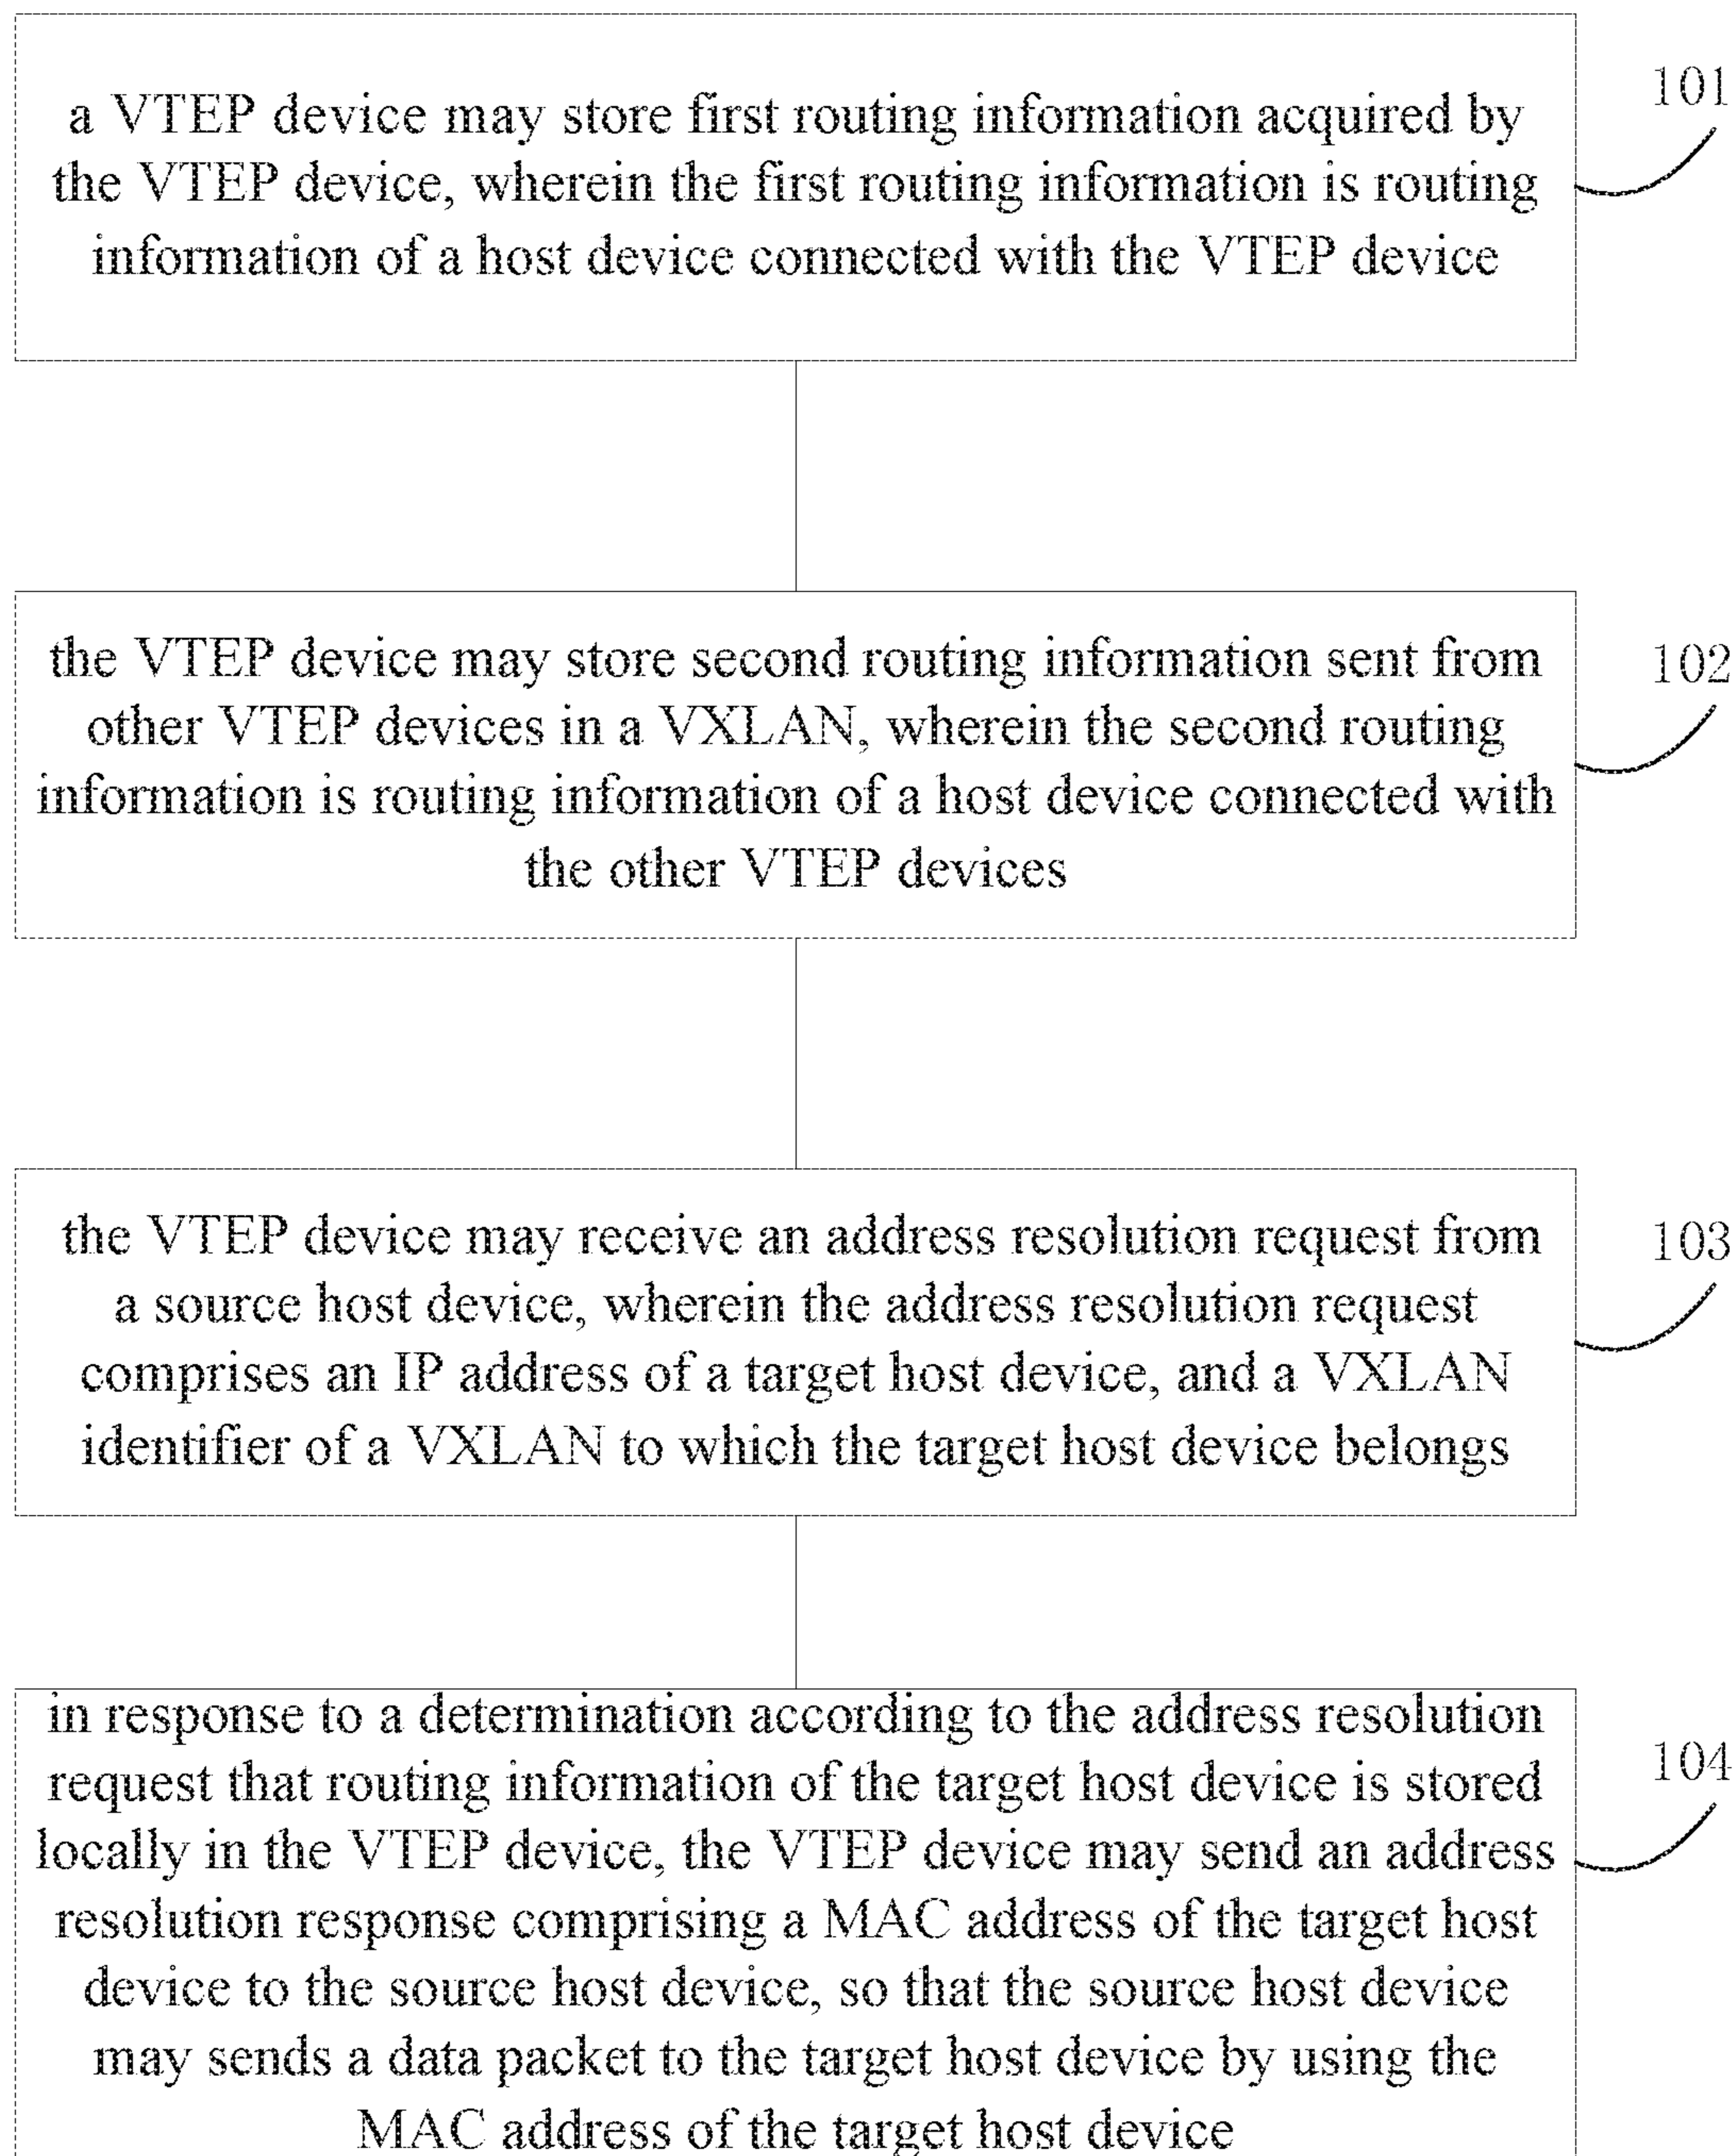 a VTEP device may store first routing information acquired by
the VTEP device, wherein the first routing information is routing
information of a host device connected with the VTEP device
101
the VTEP device may store second routing information sent from
other VTEP devices in a VXLAN, wherein the second routing
information is routing information of a host device connected with
the other VTEP devices
102
the VTEP device may receive an address resolution request from
a source host device, wherein the address resolution request
comprises an IP address of a target host device, and a VXLAN
identifier of a VXLAN to which the target host device belongs
103
in response to a determination according to the address resolution
request that routing information of the target host device is stored
locally in the VTEP device, the VTEP device may send an address
resolution response comprising a MAC address of the target host
device to the source host device, so that the source host device
may sends a data packet to the target host device by using the
MAC address of the target host device
104